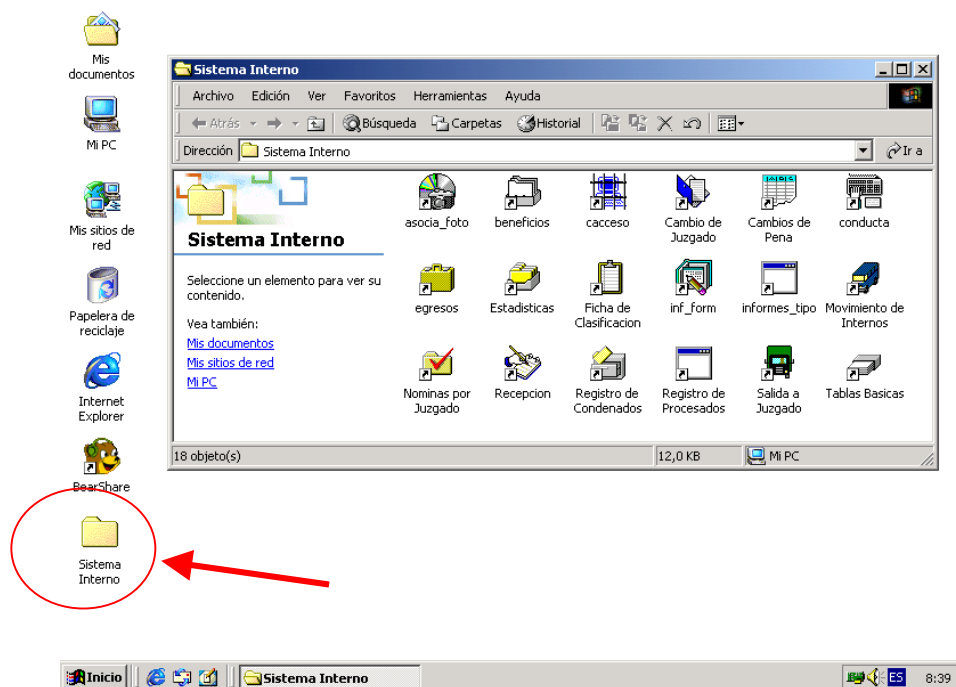 Mis
documentos
Mi PC
Mis sitios de
red
Papelera de
reciclaje
Internet
Explorer
BearShare
Sistema
Interno
Sistema Interno
Archivo Edición Ver Favoritos Herramientas Ayuda
Atrás Búsqueda Carpetas Historial
Dirección Sistema Interno Ir a
Sistema Interno
Seleccione un elemento para ver su
contenido.
Vea también:
Mis documentos
Mis sitios de red
Mi PC
asocia_foto
beneficios
cacceso
Cambio de
Juzgado
Cambios de
Pena
conducta
egresos
Estadisticas
Ficha de
Clasificacion
inf_form
informes_tipo
Movimiento de
Internos
Nominas por
Juzgado
Recepcion
Registro de
Condenados
Registro de
Procesados
Salida a
Juzgado
Tablas Basicas
18 objeto(s) 12,0 KB Mi PC
Inicio Sistema Interno ES 8:39